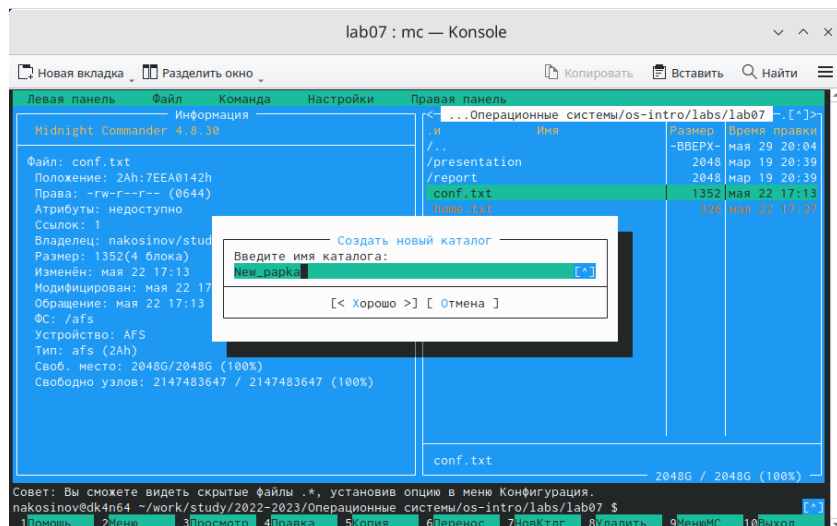 lab07 : mc — Konsole
Новая вкладка Разделить окно Копировать Вставить Найти
Левая панель Файл Команда Настройки Правая панель
Информация
Midnight Commander 4.8.30
Файл: conf.txt
Положение: 2Ah:7EEA0142h
Права: -rw-r--r-- (0644)
Атрибуты: недоступно
Ссылок: 1
Владелец: nakosinov/stud
Размер: 1352(4 блока)
Изменён: мая 22 17:13
Модифицирован: мая 22 17
Обращение: мая 22 17:13
ФС: /afs
Устройство: AFS
Тип: afs (2Ah)
Своб. место: 2048G/2048G (100%)
Свободно узлов: 2147483647 / 2147483647 (100%)
<— ...Операционные системы/os-intro/labs/lab07 —.[^]>
.и Имя Размер Время правки
/.. -ВВЕРХ- мая 29 20:04
/presentation 2048 мар 19 20:39
/report 2048 мар 19 20:39
conf.txt 1352 мая 22 17:13
home.txt 326 мая 22 17:27
Создать новый каталог
Введите имя каталога:
New_papka [^]
[< Хорошо >] [ Отмена ]
conf.txt
2048G / 2048G (100%)
Совет: Вы сможете видеть скрытые файлы .*, установив опцию в меню Конфигурация.
nakosinov@dk4n64 ~/work/study/2022-2023/Операционные системы/os-intro/labs/lab07 $ [^]
1Помощь 2Меню 3Просмотр 4Правка 5Копия 6Перенос 7НовКтлг 8Удалить 9МенюМС 10Выход